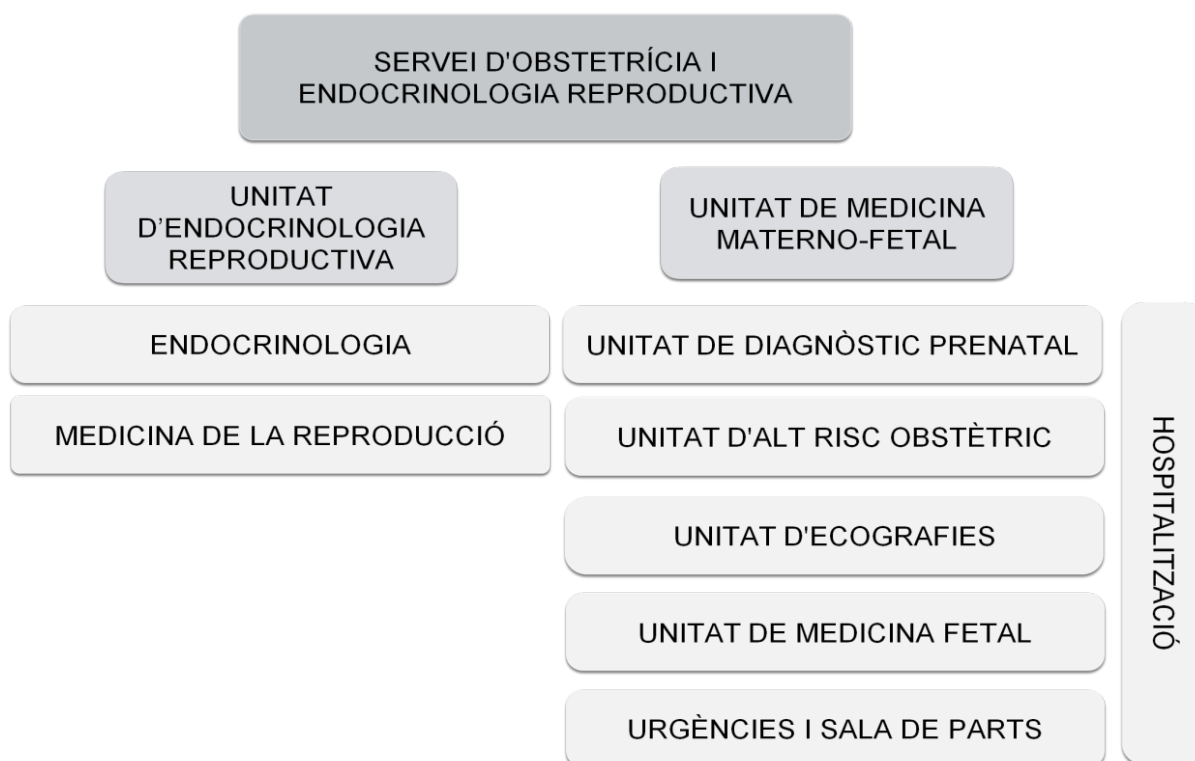 SERVEI D'OBSTETRÍCIA I
ENDOCRINOLOGIA REPRODUCTIVA
UNITAT
D’ENDOCRINOLOGIA
REPRODUCTIVA
UNITAT DE MEDICINA
MATERNO-FETAL
ENDOCRINOLOGIA
MEDICINA DE LA REPRODUCCIÓ
UNITAT DE DIAGNÒSTIC PRENATAL
UNITAT D'ALT RISC OBSTÈTRIC
UNITAT D'ECOGRAFIES
UNITAT DE MEDICINA FETAL
URGÈNCIES I SALA DE PARTS
HOSPITALITZACIÓ